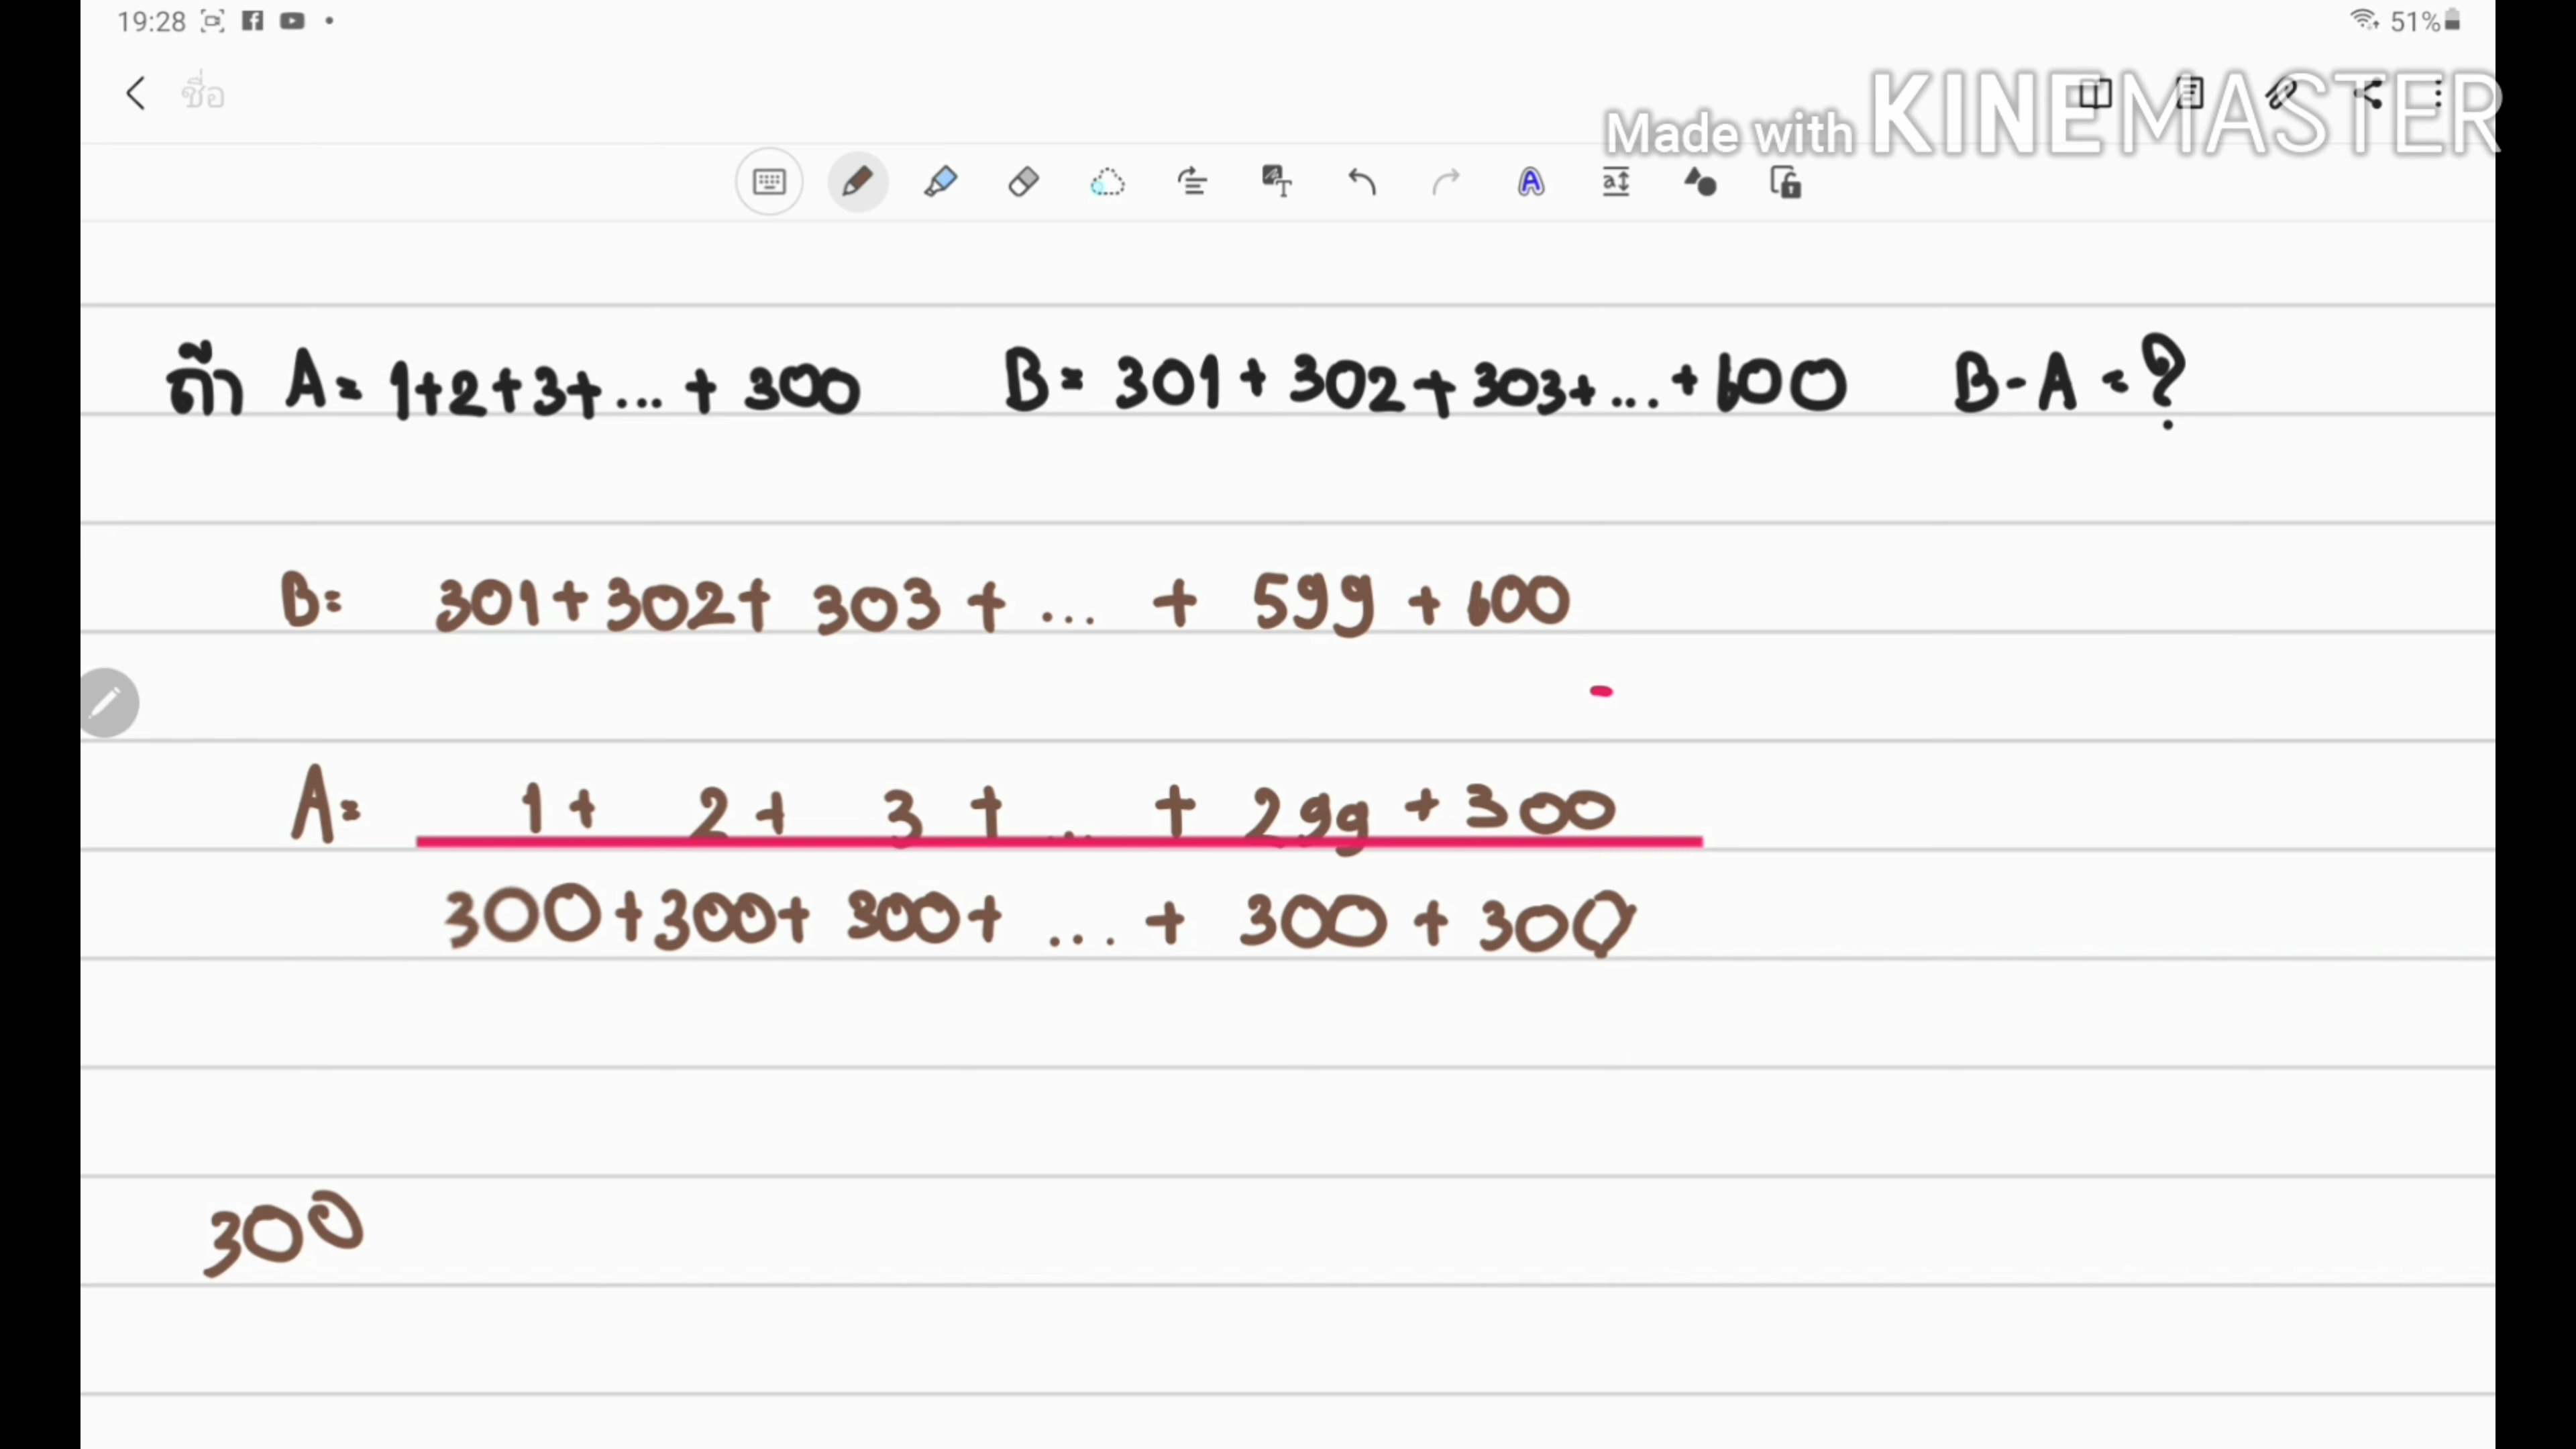 19:28
51%
ชื่อ
Made with KINEMASTER
ถ้า A= 1+2+3+...+ 300 B= 301+302+303+...+600 B-A=?
B= 301+302+ 303 + ... + 599 + 600
-
A= 1+ 2+ 3 + ... + 299 + 300
300+300+ 300+ ... + 300 + 300
300